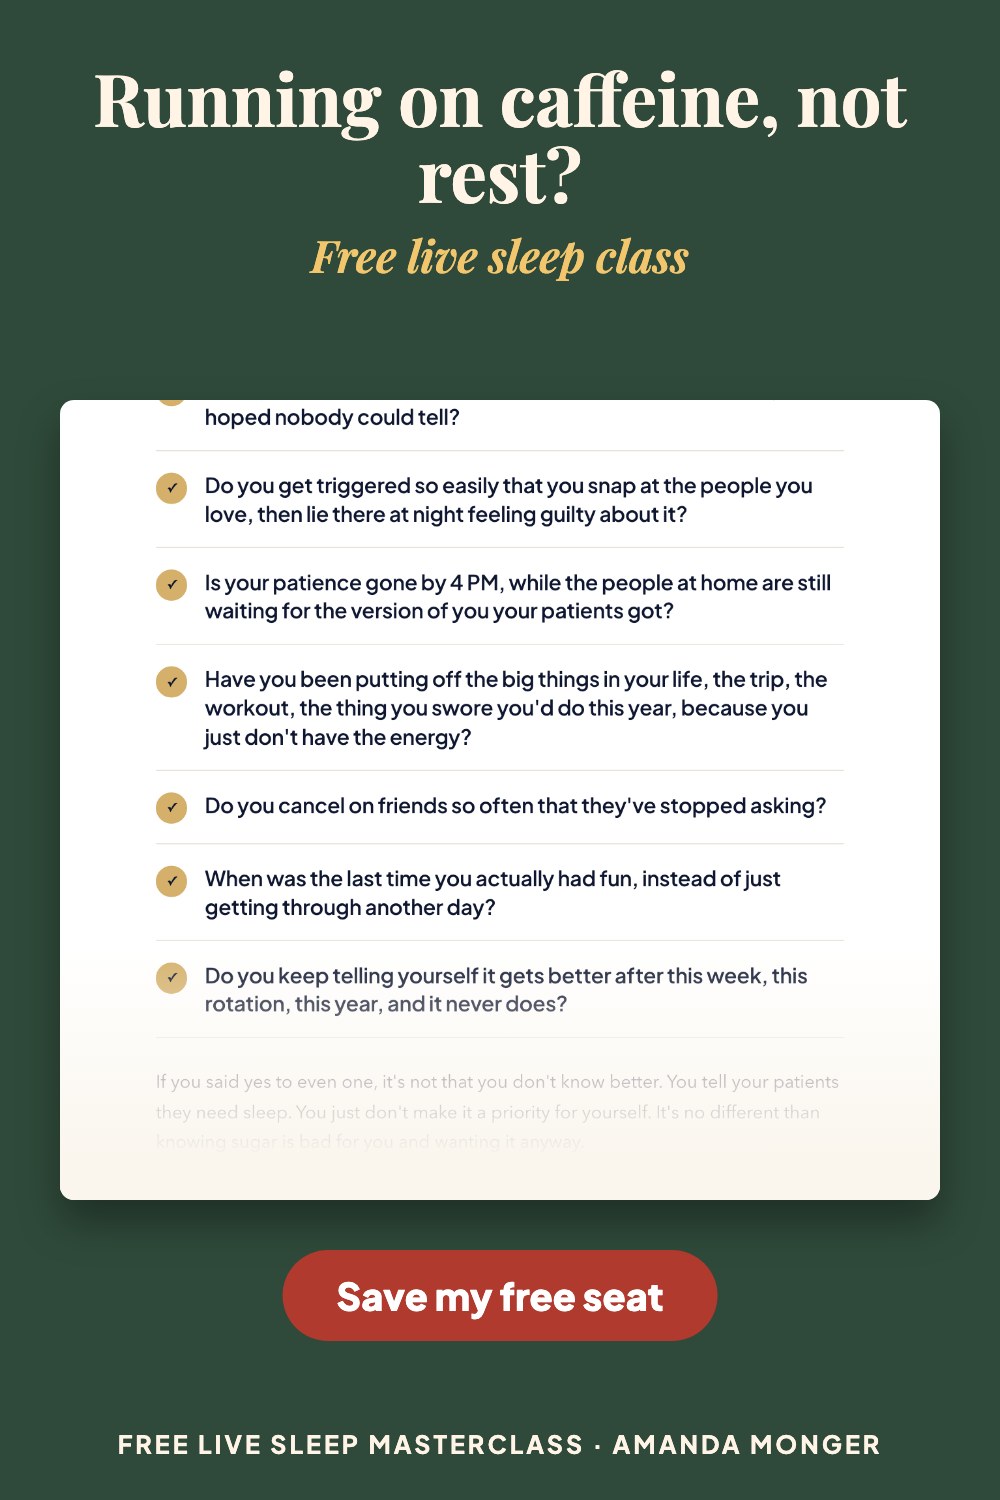 Running on caffeine, not
rest?
Free live sleep class
hoped nobody could tell?
Do you get triggered so easily that you snap at the people you
love, then lie there at night feeling guilty about it?
Is your patience gone by 4 PM, while the people at home are still
waiting for the version of you your patients got?
Have you been putting off the big things in your life, the trip, the
workout, the thing you swore you'd do this year, because you
just don't have the energy?
Do you cancel on friends so often that they've stopped asking?
When was the last time you actually had fun, instead of just
getting through another day?
Do you keep telling yourself it gets better after this week, this
rotation, this year, and it never does?
If you said yes to even one, it's not that you don't know better. You tell your patients
they need sleep. You just don't make it a priority for yourself. It's no different than
knowing sugar is bad for you and wanting it anyway.
Save my free seat
FREE LIVE SLEEP MASTERCLASS · AMANDA MONGER